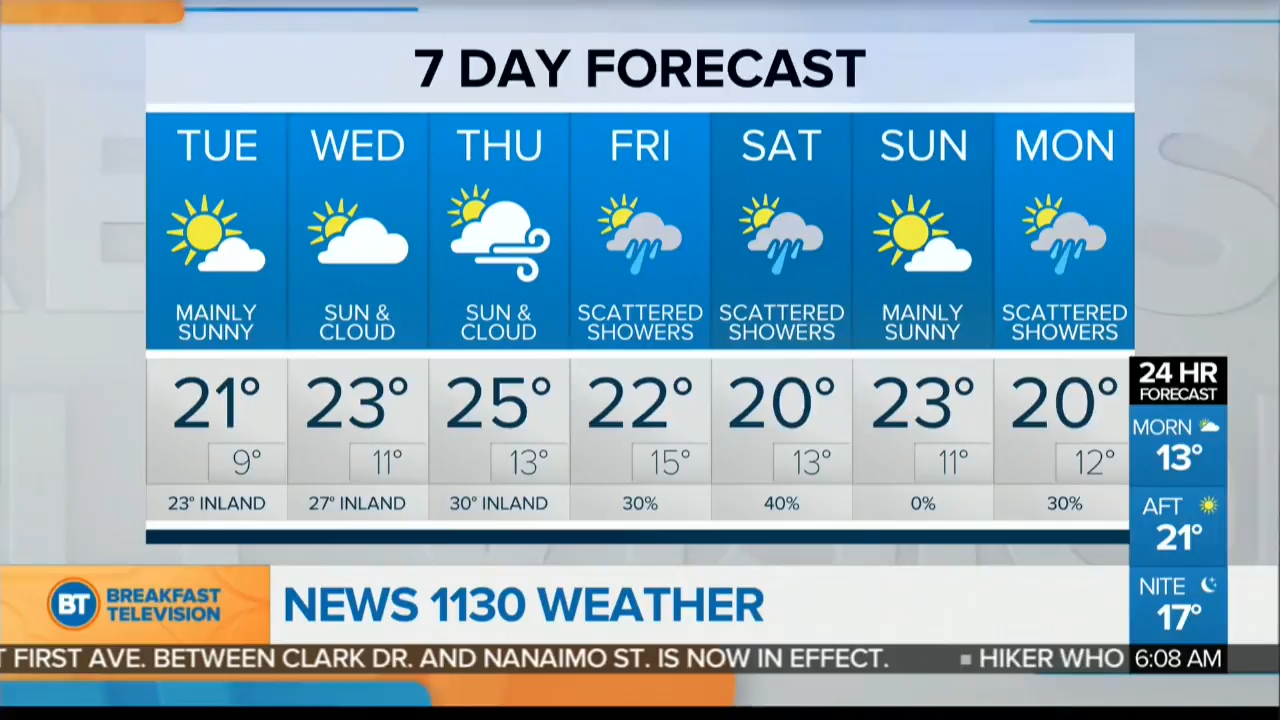 7 DAY FORECAST
TUE WED THU FRI SAT SUN MON
MAINLY SUN & SUN & SCATTERED SCATTERED MAINLY SCATTERED
SUNNY CLOUD CLOUD SHOWERS SHOWERS SUNNY SHOWERS
21° 23° 25° 22° 20° 23° 20°
9° 11° 13° 15° 13° 11° 12°
23° INLAND 27° INLAND 30° INLAND 30% 40% 0% 30%
24 HR
FORECAST
MORN
13°
AFT
21°
NITE
17°
BT BREAKFAST
TELEVISION
NEWS 1130 WEATHER
T FIRST AVE. BETWEEN CLARK DR. AND NANAIMO ST. IS NOW IN EFFECT. ▪ HIKER WHO 6:08 AM